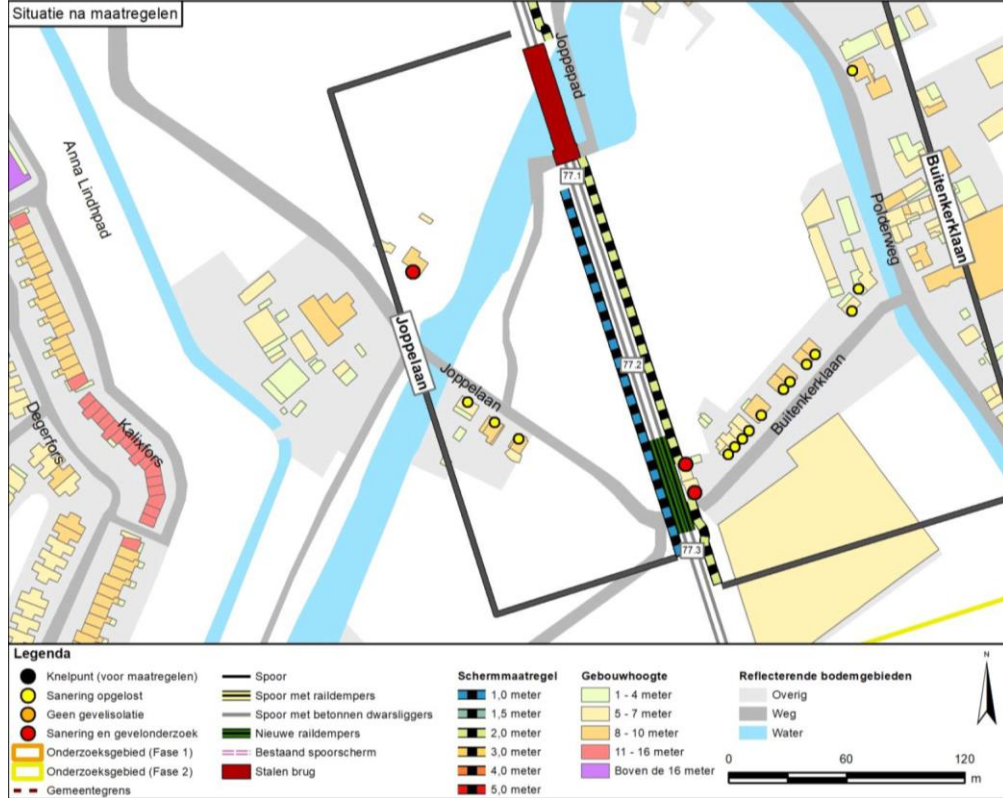 Situatie na maatregelen
Joppepad
Anna Lindhpad
77.1
Buitenkerklaan
Polderweg
Joppelaan
77.2
Joppelaan
Buitenkerklaan
Degerfors
Kalixfors
77.3
Legenda
Knelpunt (voor maatregelen)
Sanering opgelost
Geen gevelisolatie
Sanering en gevelonderzoek
Onderzoeksgebied (Fase 1)
Onderzoeksgebied (Fase 2)
Gemeentegrens
Spoor
Spoor met raildempers
Spoor met betonnen dwarsliggers
Nieuwe raildempers
Bestaand spoorscherm
Stalen brug
Schermmaatregel
1,0 meter
1,5 meter
2,0 meter
3,0 meter
4,0 meter
5,0 meter
Gebouwhoogte
1 - 4 meter
5 - 7 meter
8 - 10 meter
11 - 16 meter
Boven de 16 meter
Reflecterende bodemgebieden
Overig
Weg
Water
N
0 60 120
m